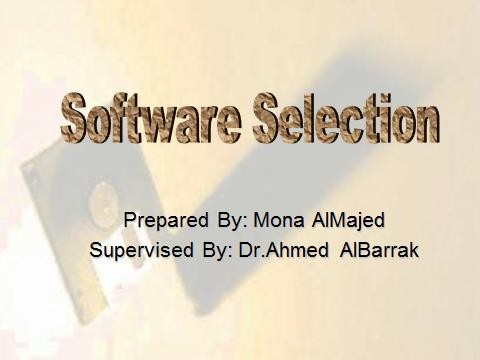 Software Selection
Prepared By: Mona AlMajed
Supervised By: Dr.Ahmed AlBarrak